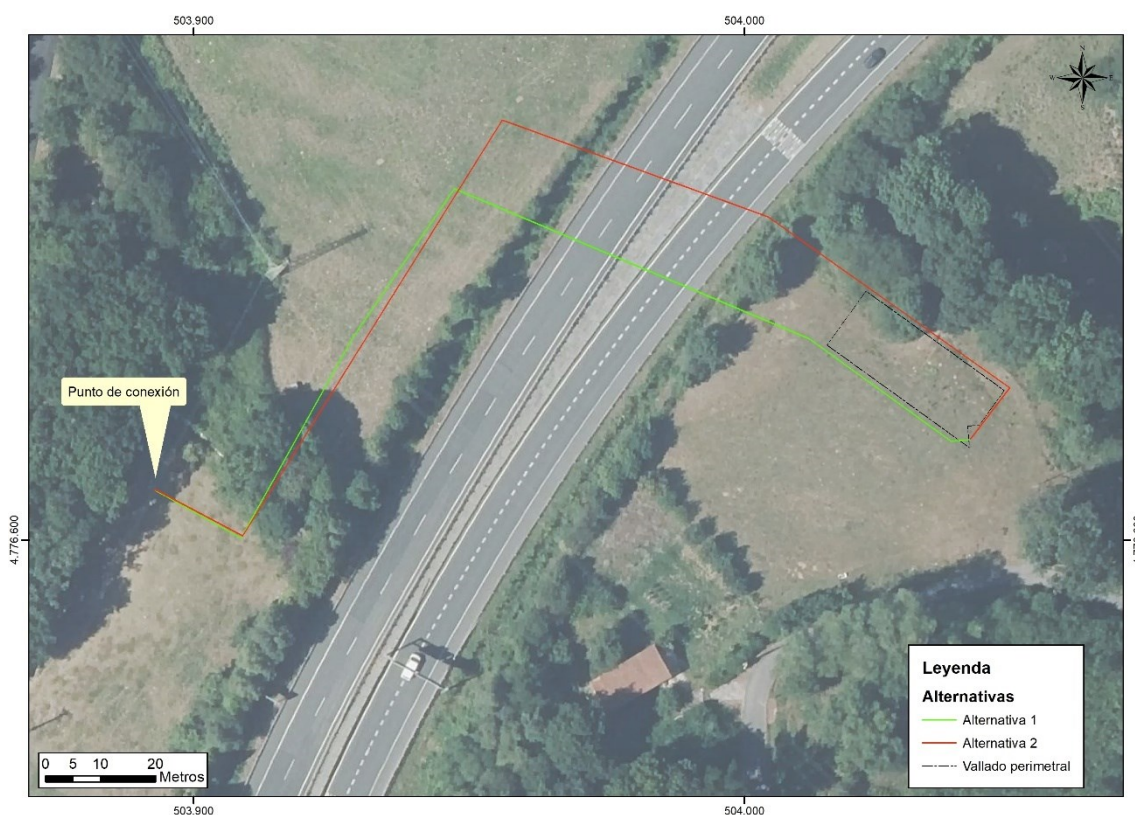 503.900
504.000
N
W
E
S
Punto de conexión
4.776.600
Leyenda
Alternativas
Alternativa 1
Alternativa 2
Vallado perimetral
0 5 10 20
Metros
503.900
504.000